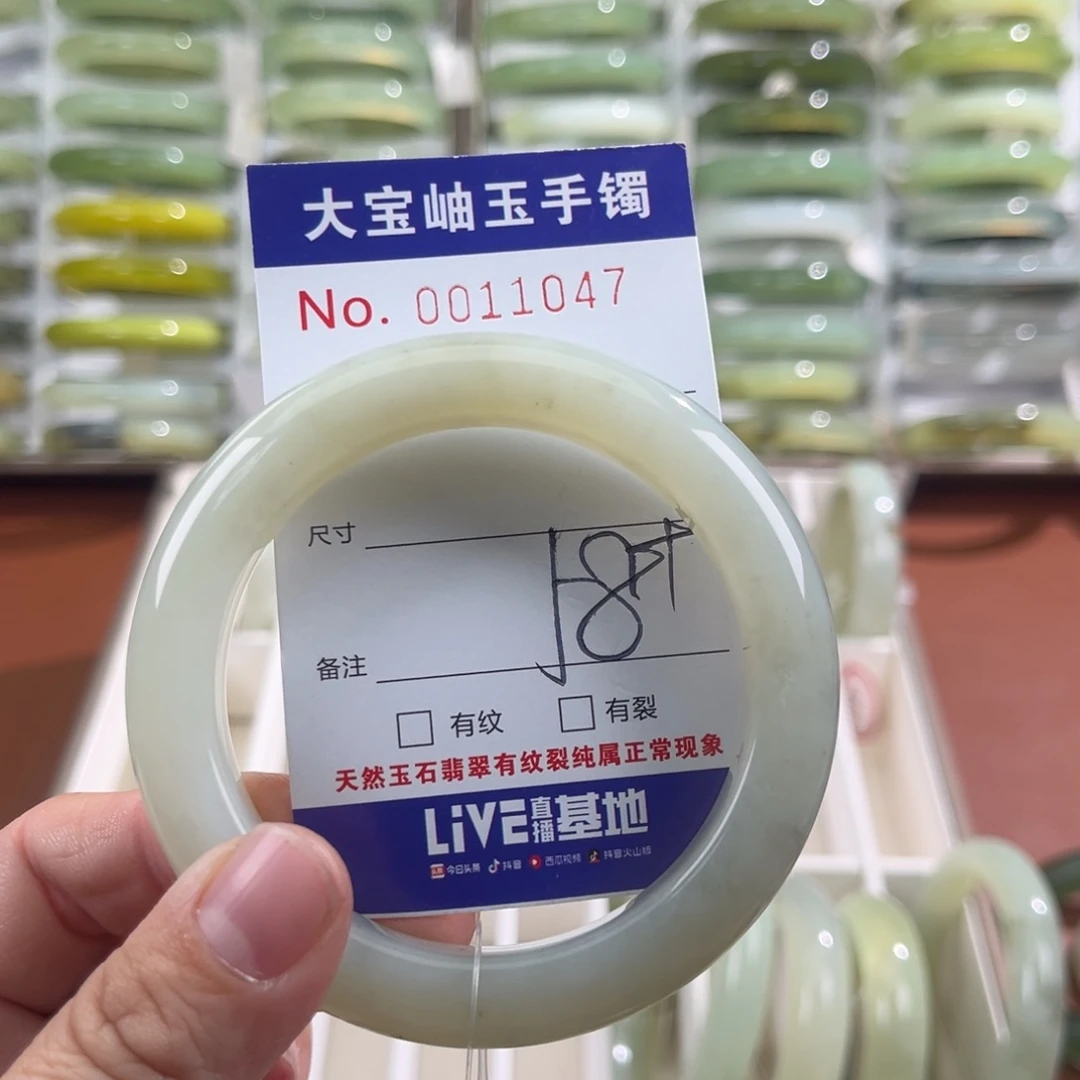 大宝岫玉手镯
No. 0011047
尺寸
备注
有纹 有裂
天然玉石翡翠有纹裂纯属正常现象
LiVE直播基地
今日头条 抖音 西瓜视频 抖音火山版